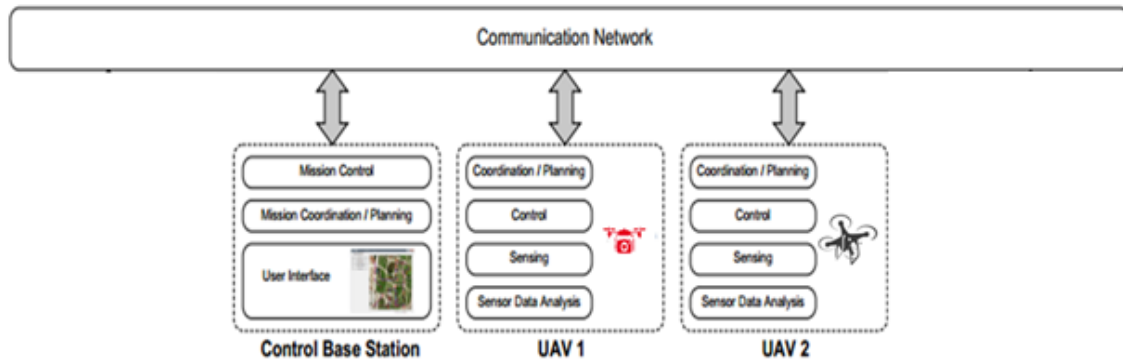 Communication Network
Mission Control
Mission Coordination / Planning
User Interface
Control Base Station
Coordination / Planning
Control
Sensing
Sensor Data Analysis
UAV 1
Coordination / Planning
Control
Sensing
Sensor Data Analysis
UAV 2